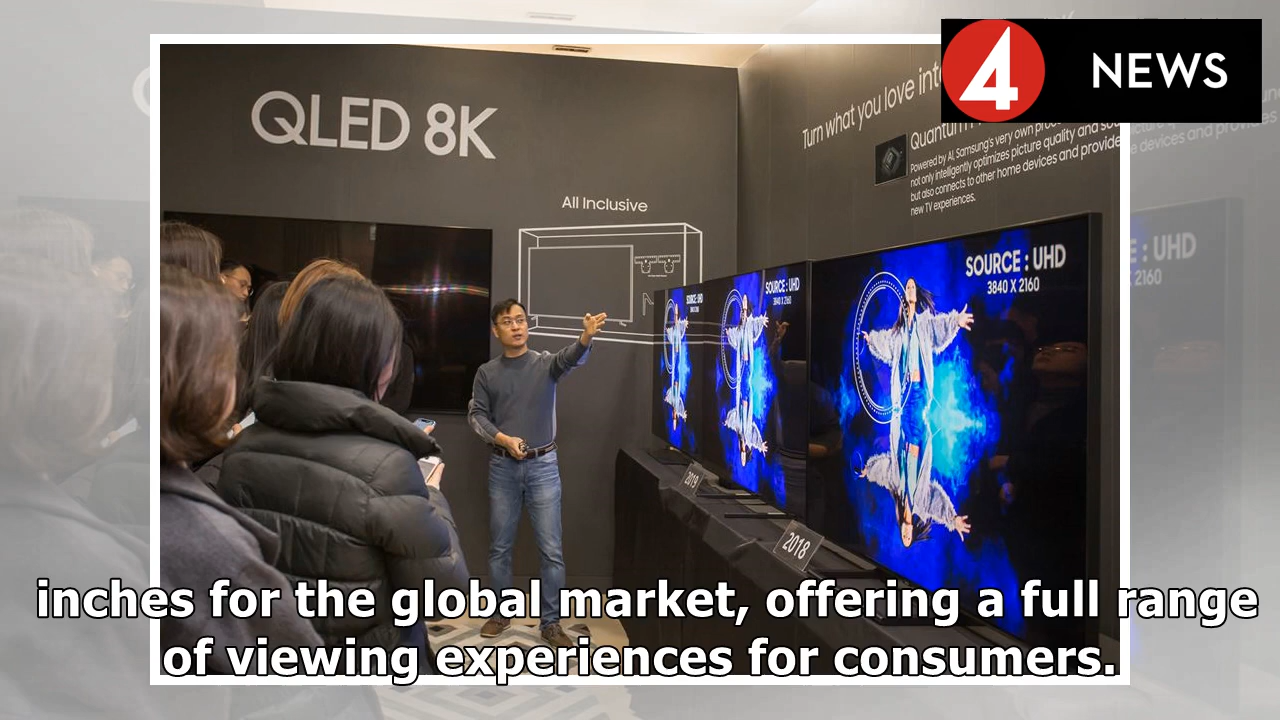 4 NEWS
QLED 8K
Turn what you love
Powered by AI, Samsung's very own
not only intelligently optimizes picture quality and
but also connects to other home devices and provide
new TV experiences.
All Inclusive
SOURCE : UHD
3840 X 2160
SOURCE : UHD
3840 X 2160
SOURCE : UHD
2019
2018
inches for the global market, offering a full range
of viewing experiences for consumers.